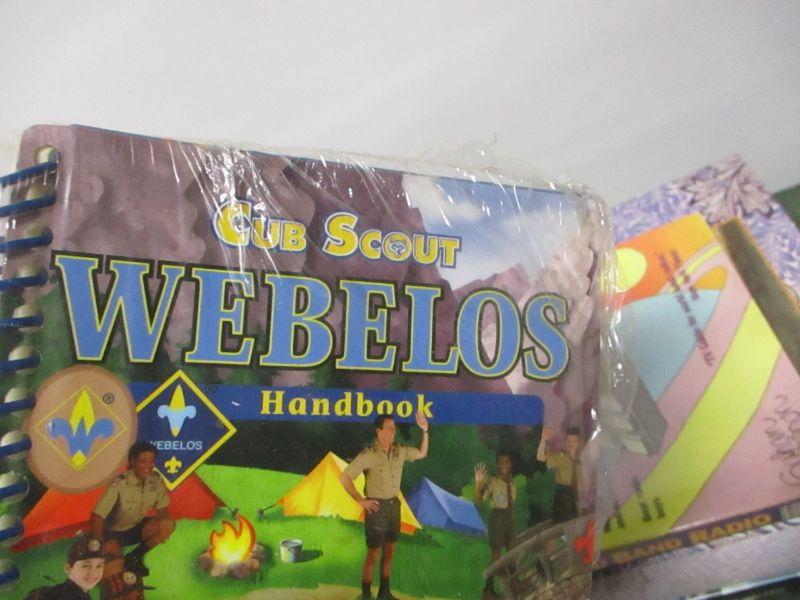 CUB SCOUT
WEBELOS
Handbook
®
WEBELOS
BAND RADIO